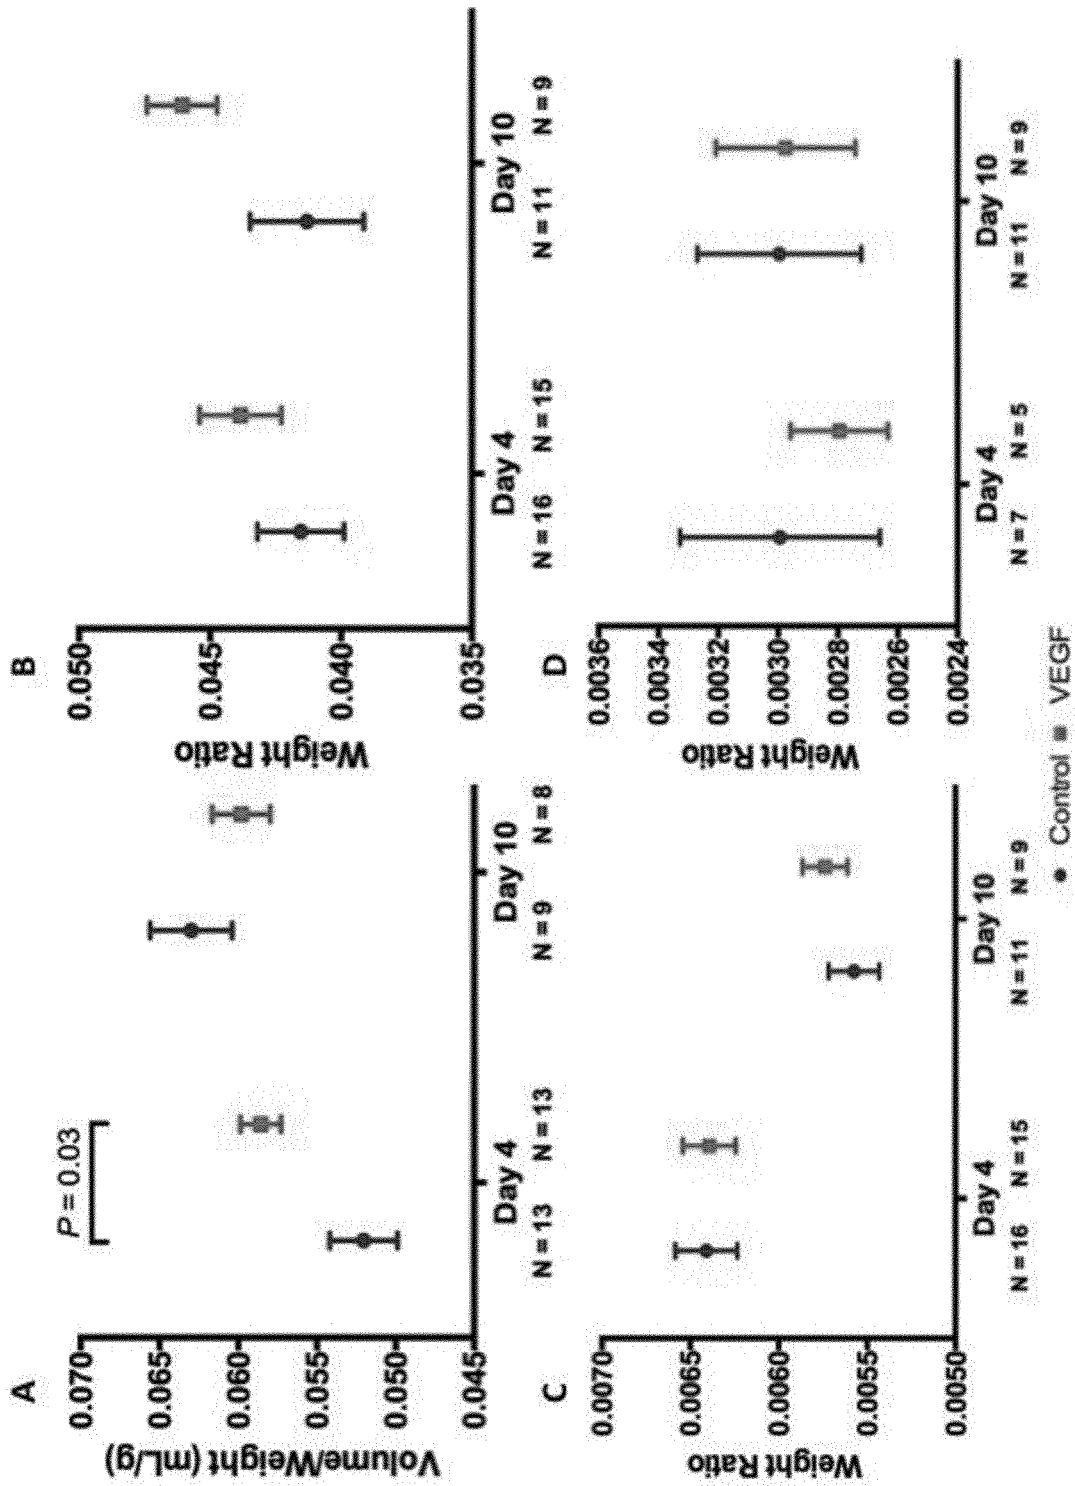 A
Volume/Weight (mL/g)
0.070
0.065
0.060
0.055
0.050
0.045
P = 0.03
Day 4
Day 10
N = 13
N = 13
N = 9
N = 8
B
Weight Ratio
0.050
0.045
0.040
0.035
Day 4
Day 10
N = 16
N = 15
N = 11
N = 9
C
Weight Ratio
0.0070
0.0065
0.0060
0.0055
0.0050
Day 4
Day 10
N = 16
N = 15
N = 11
N = 9
D
Weight Ratio
0.0036
0.0034
0.0032
0.0030
0.0028
0.0026
0.0024
Day 4
Day 10
N = 7
N = 5
N = 11
N = 9
Control VEGF